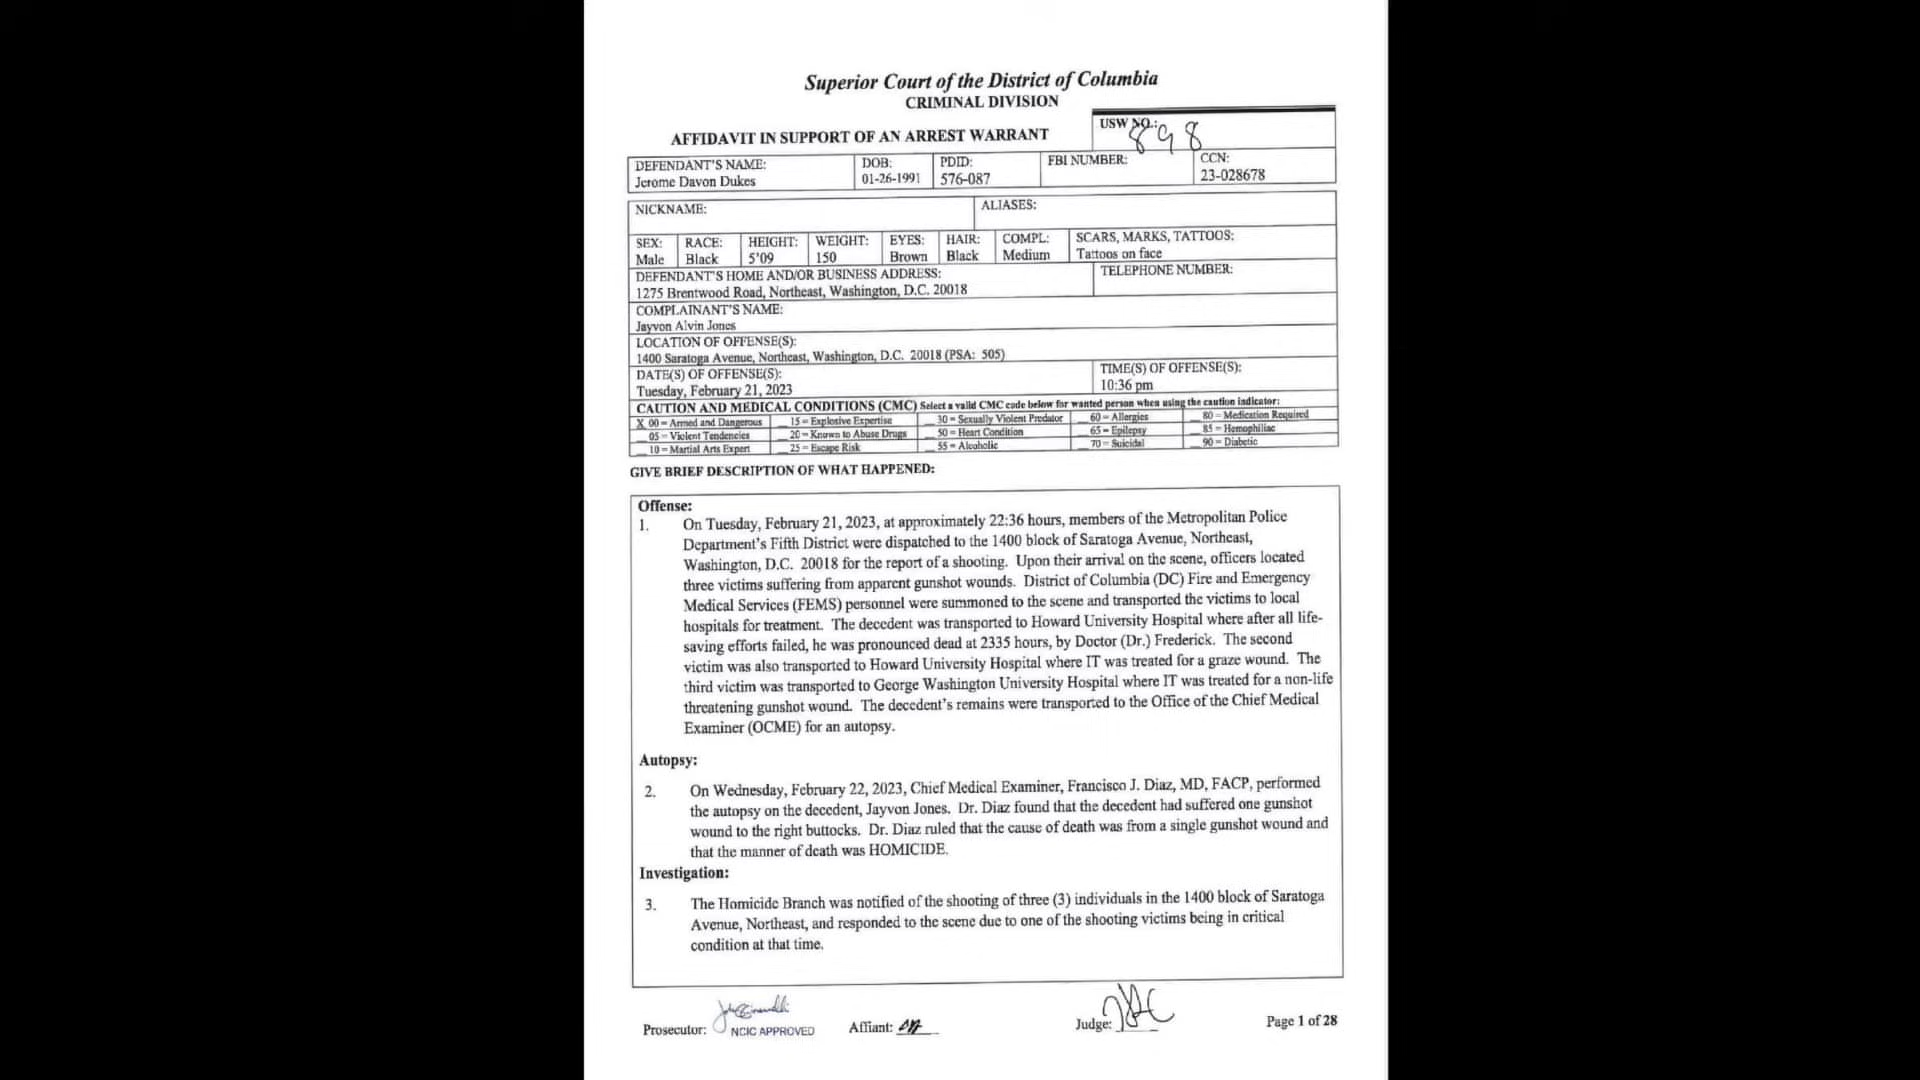 Superior Court of the District of Columbia
CRIMINAL DIVISION
USW NO.: 898
AFFIDAVIT IN SUPPORT OF AN ARREST WARRANT
DEFENDANT'S NAME: DOB: PDID: FBI NUMBER: CCN:
Jerome Davon Dukes 01-26-1991 576-087 23-028678
NICKNAME: ALIASES:
SEX: RACE: HEIGHT: WEIGHT: EYES: HAIR: COMPL: SCARS, MARKS, TATTOOS:
Male Black 5'09 150 Brown Black Medium Tattoos on face
DEFENDANT'S HOME AND/OR BUSINESS ADDRESS: TELEPHONE NUMBER:
1275 Brentwood Road, Northeast, Washington, D.C. 20018
COMPLAINANT'S NAME:
Jayvon Alvin Jones
LOCATION OF OFFENSE(S):
1400 Saratoga Avenue, Northeast, Washington, D.C. 20018 (PSA: 505)
DATE(S) OF OFFENSE(S): TIME(S) OF OFFENSE(S):
Tuesday, February 21, 2023 10:36 pm
CAUTION AND MEDICAL CONDITIONS (CMC) Select a valid CMC code below for wanted person when using the caution indicator:
X 00 = Armed and Dangerous __ 15 = Explosive Expertise __ 30 = Sexually Violent Predator __ 60 = Allergies __ 80 = Medication Required
__ 05 = Violent Tendencies __ 20 = Known to Abuse Drugs __ 50 = Heart Condition __ 65 = Epilepsy __ 85 = Hemophiliac
__ 10 = Martial Arts Expert __ 25 = Escape Risk __ 55 = Alcoholic __ 70 = Suicidal __ 90 = Diabetic
GIVE BRIEF DESCRIPTION OF WHAT HAPPENED:
Offense:
1. On Tuesday, February 21, 2023, at approximately 22:36 hours, members of the Metropolitan Police
Department's Fifth District were dispatched to the 1400 block of Saratoga Avenue, Northeast,
Washington, D.C. 20018 for the report of a shooting. Upon their arrival on the scene, officers located
three victims suffering from apparent gunshot wounds. District of Columbia (DC) Fire and Emergency
Medical Services (FEMS) personnel were summoned to the scene and transported the victims to local
hospitals for treatment. The decedent was transported to Howard University Hospital where after all life-
saving efforts failed, he was pronounced dead at 2335 hours, by Doctor (Dr.) Frederick. The second
victim was also transported to Howard University Hospital where IT was treated for a graze wound. The
third victim was transported to George Washington University Hospital where IT was treated for a non-life
threatening gunshot wound. The decedent's remains were transported to the Office of the Chief Medical
Examiner (OCME) for an autopsy.
Autopsy:
2. On Wednesday, February 22, 2023, Chief Medical Examiner, Francisco J. Diaz, MD, FACP, performed
the autopsy on the decedent, Jayvon Jones. Dr. Diaz found that the decedent had suffered one gunshot
wound to the right buttocks. Dr. Diaz ruled that the cause of death was from a single gunshot wound and
that the manner of death was HOMICIDE.
Investigation:
3. The Homicide Branch was notified of the shooting of three (3) individuals in the 1400 block of Saratoga
Avenue, Northeast, and responded to the scene due to one of the shooting victims being in critical
condition at that time.
Prosecutor: NCIC APPROVED Affiant: Judge: Page 1 of 28